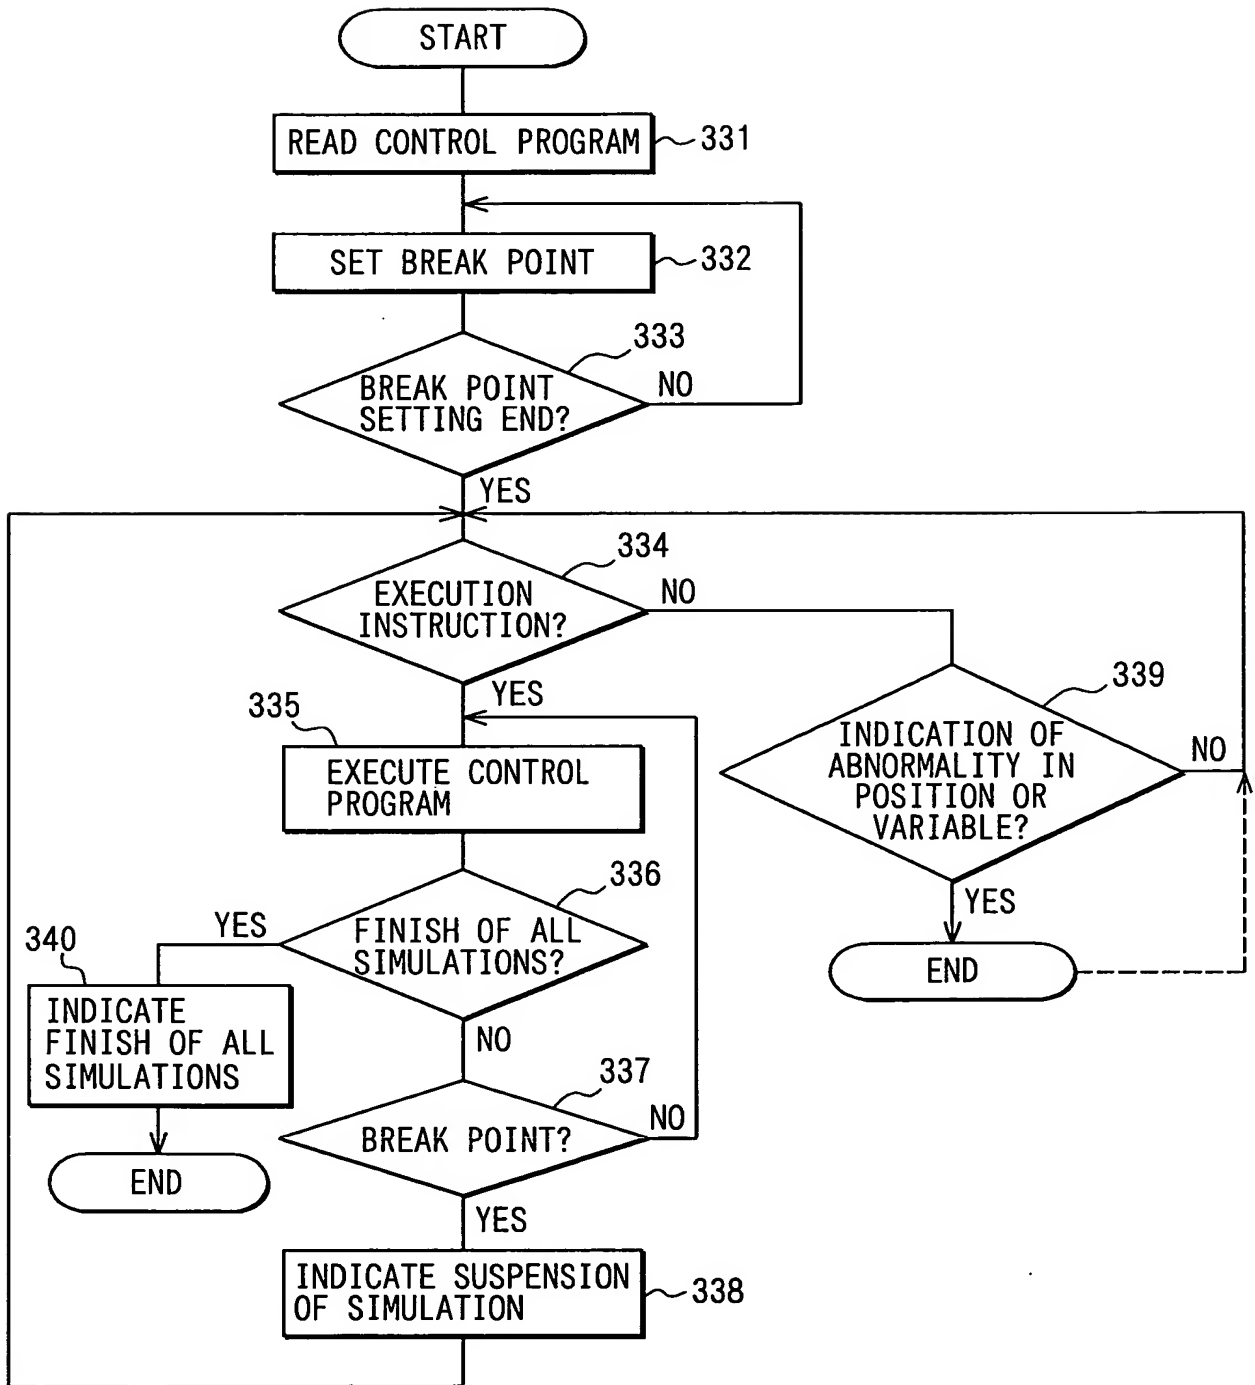 START
READ CONTROL PROGRAM
331
SET BREAK POINT
332
333
BREAK POINT
SETTING END?
NO
YES
334
EXECUTION
INSTRUCTION?
NO
YES
335
EXECUTE CONTROL
PROGRAM
339
INDICATION OF
ABNORMALITY IN
POSITION OR
VARIABLE?
NO
YES
END
336
FINISH OF ALL
SIMULATIONS?
YES
NO
340
INDICATE
FINISH OF ALL
SIMULATIONS
END
337
BREAK POINT?
NO
YES
INDICATE SUSPENSION
OF SIMULATION
338